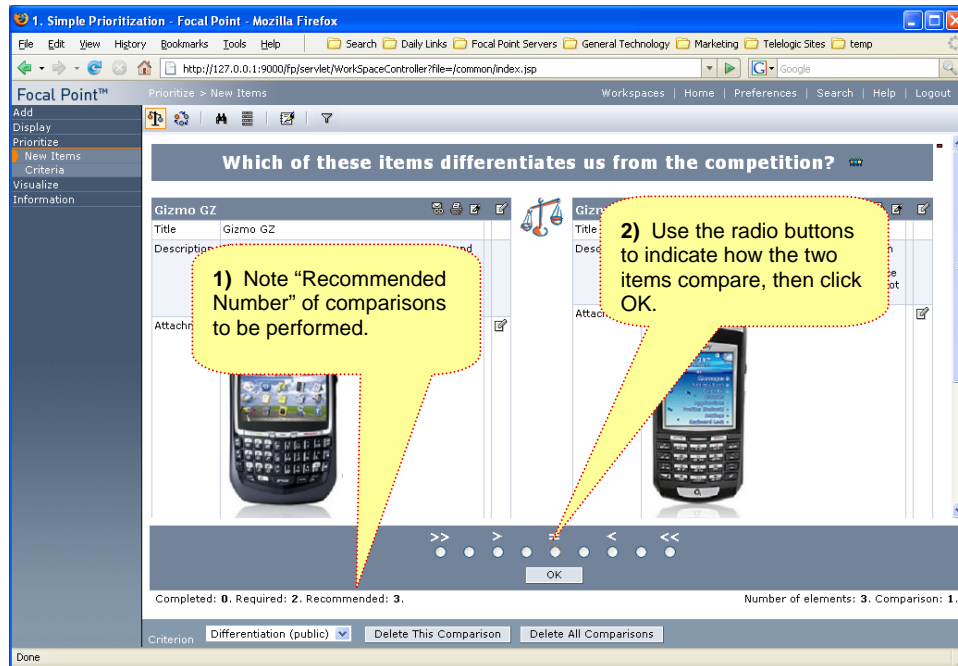 1. Simple Prioritization - Focal Point - Mozilla Firefox
File Edit View History Bookmarks Tools Help Search Daily Links Focal Point Servers General Technology Marketing Telelogic Sites temp
http://127.0.0.1:9000/fp/servlet/WorkSpaceController?file=/common/index.jsp
G Google
Focal Point™
Prioritize > New Items
Workspaces | Home | Preferences | Search | Help | Logout
Add
Display
Prioritize
New Items
Criteria
Visualize
Information
Which of these items differentiates us from the competition?
Gizmo GZ
Title Gizmo GZ
Description
Title
1) Note “Recommended
Number” of comparisons
to be performed.
2) Use the radio buttons
to indicate how the two
items compare, then click
OK.
>> > = < <<
OK
Completed: 0. Required: 2. Recommended: 3.
Number of elements: 3. Comparison: 1.
Criterion Differentiation (public) Delete This Comparison Delete All Comparisons
Done